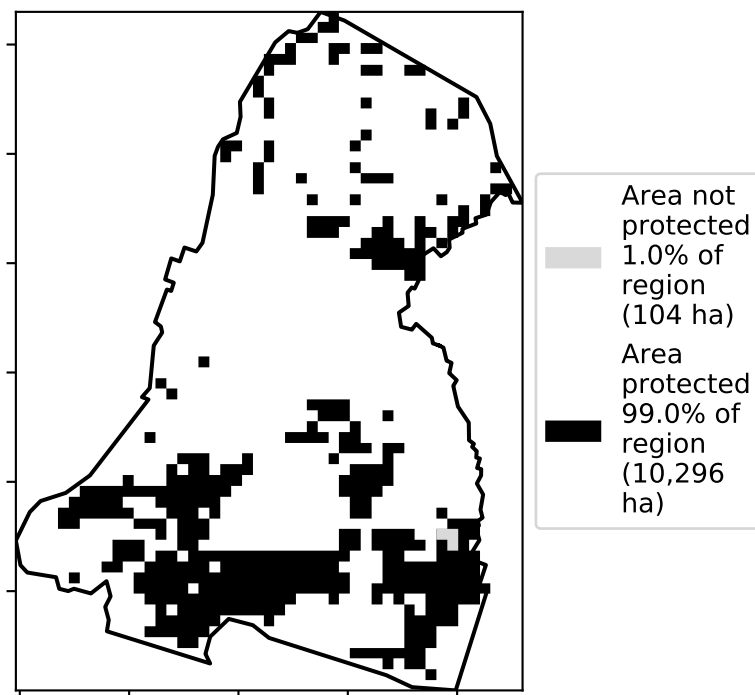 Area not
protected
1.0% of
region
(104 ha)
Area
protected
99.0% of
region
(10,296
ha)